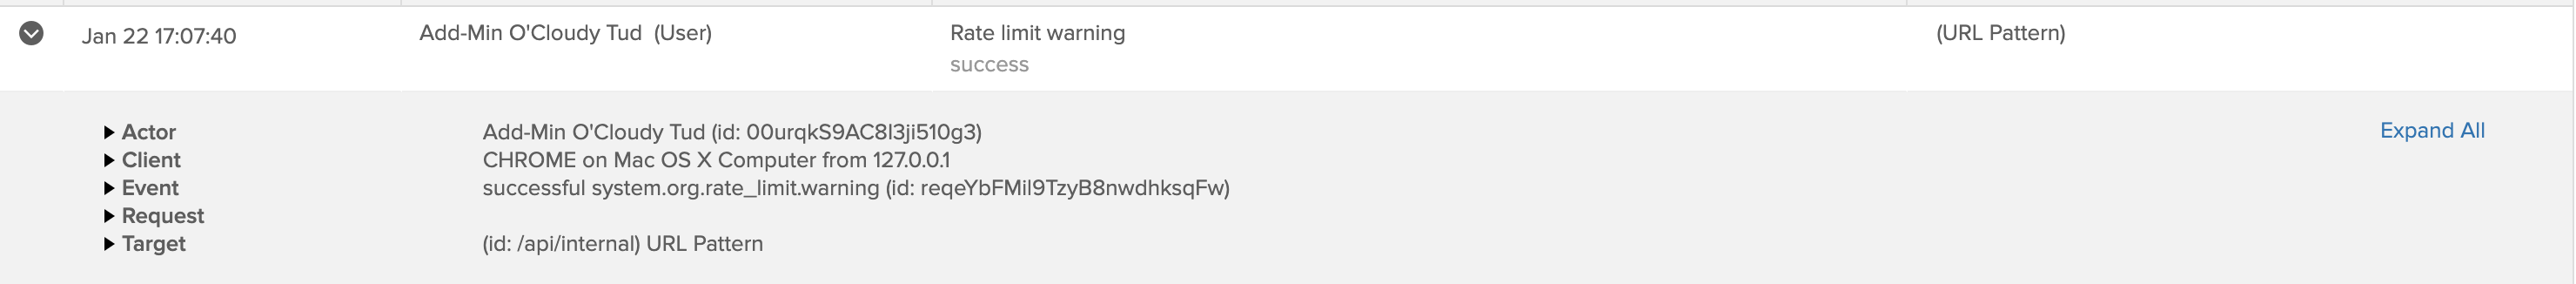 Jan 22 17:07:40 Add-Min O'Cloudy Tud (User) Rate limit warning (URL Pattern)
success
Actor Add-Min O'Cloudy Tud (id: 00urqkS9AC8l3ji510g3) Expand All
Client CHROME on Mac OS X Computer from 127.0.0.1
Event successful system.org.rate_limit.warning (id: reqeYbFMil9TzyB8nwdhksqFw)
Request
Target (id: /api/internal) URL Pattern